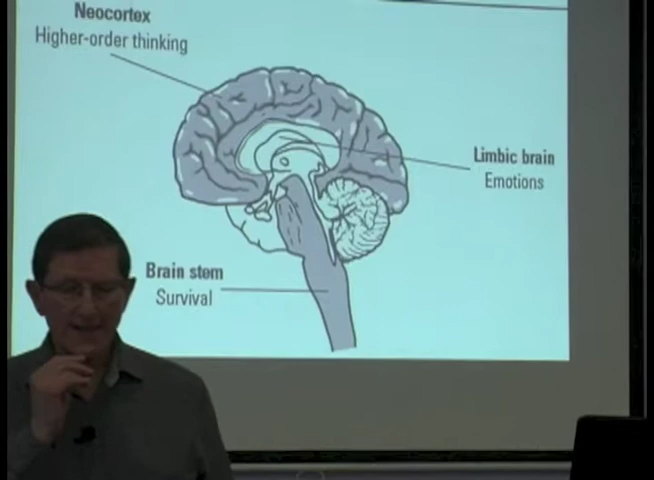 Neocortex
Higher-order thinking
Limbic brain
Emotions
Brain stem
Survival